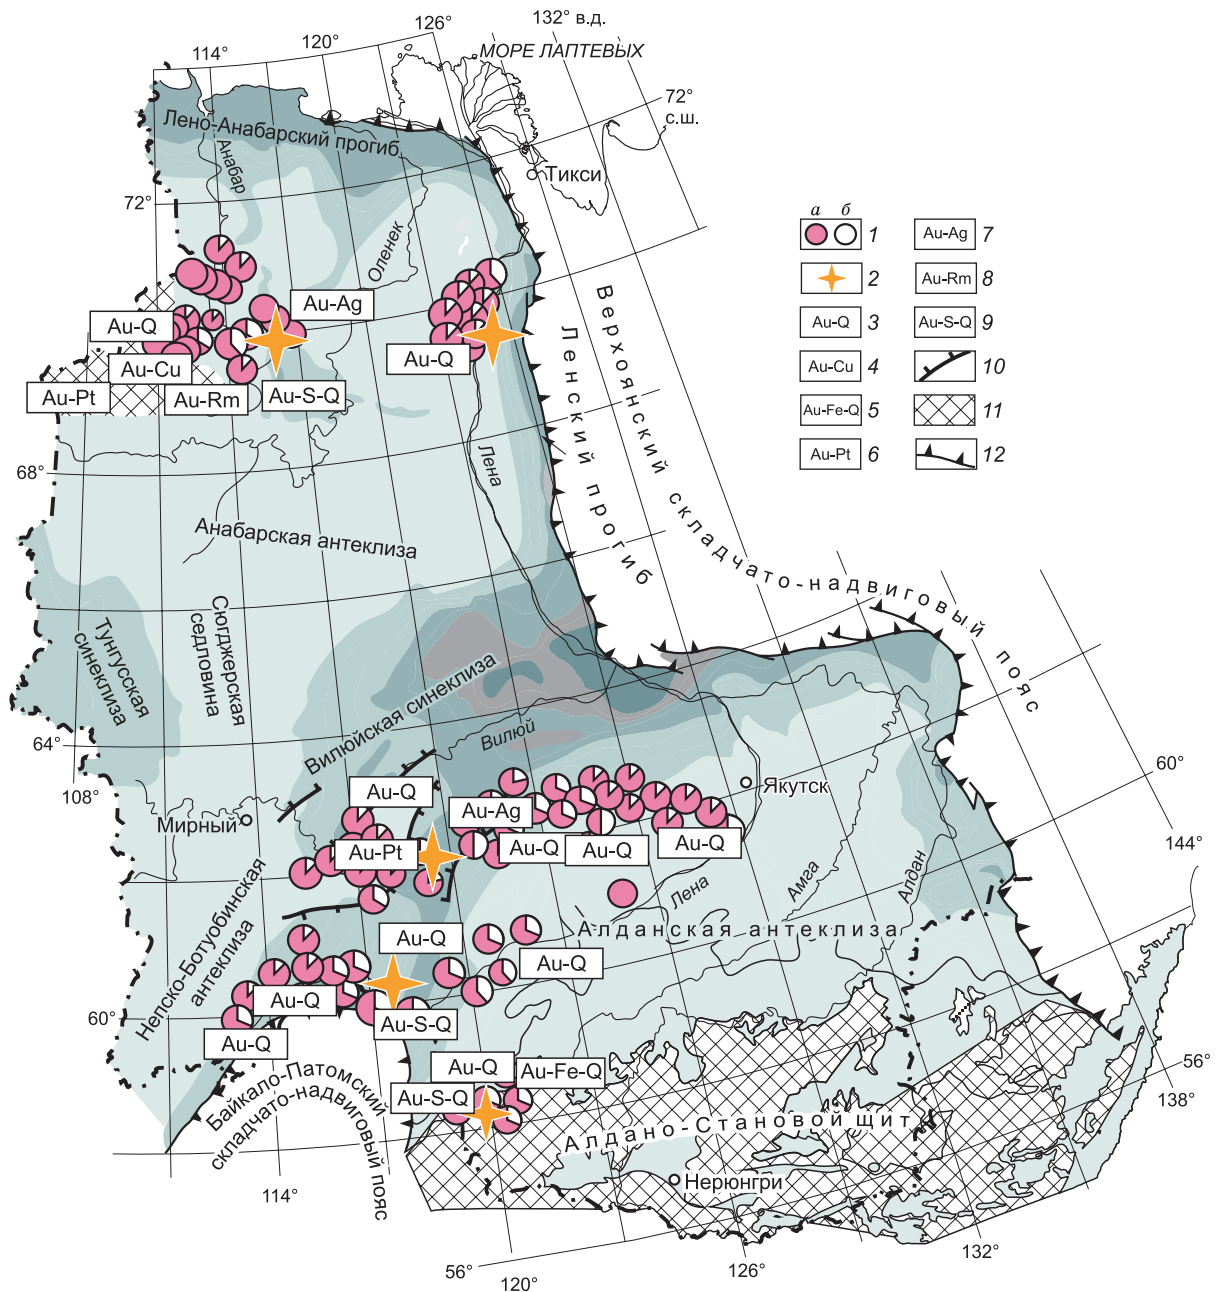 126°
132° в.д.
120°
114°
МОРЕ ЛАПТЕВЫХ
72°
с.ш.
Лено-Анабарский прогиб
Анабар
Тикси
72°
Оленек
а б
1
2
Au-Q 3
Au-Cu 4
Au-Fe-Q 5
Au-Pt 6
Au-Ag 7
Au-Rm 8
Au-S-Q 9
10
11
12
Au-Ag
Au-Q
Au-Cu
Au-Pt
Au-Rm
Au-S-Q
Au-Q
Верхоянский складчато-надвиговый пояс
Ленский прогиб
Лена
68°
Анабарская антеклиза
Тунгусская
синеклиза
Сюгджерская
седловина
Вилюйская синеклиза
Вилюй
64°
108°
Мирный
Якутск
60°
144°
Au-Q
Au-Ag
Au-Pt
Au-Q
Au-Q
Au-Q
Лена
Амга
Алдан
Алданская антеклиза
Непско-Ботуобинская
антеклиза
Au-Q
Au-Q
Au-Q
Au-S-Q
Au-Q
60°
Au-Q
Au-Fe-Q
Au-S-Q
Байкало-Патомский
складчато-надвиговый пояс
Алдано-Становой щит
Нерюнгри
56°
138°
114°
132°
126°
56°
120°